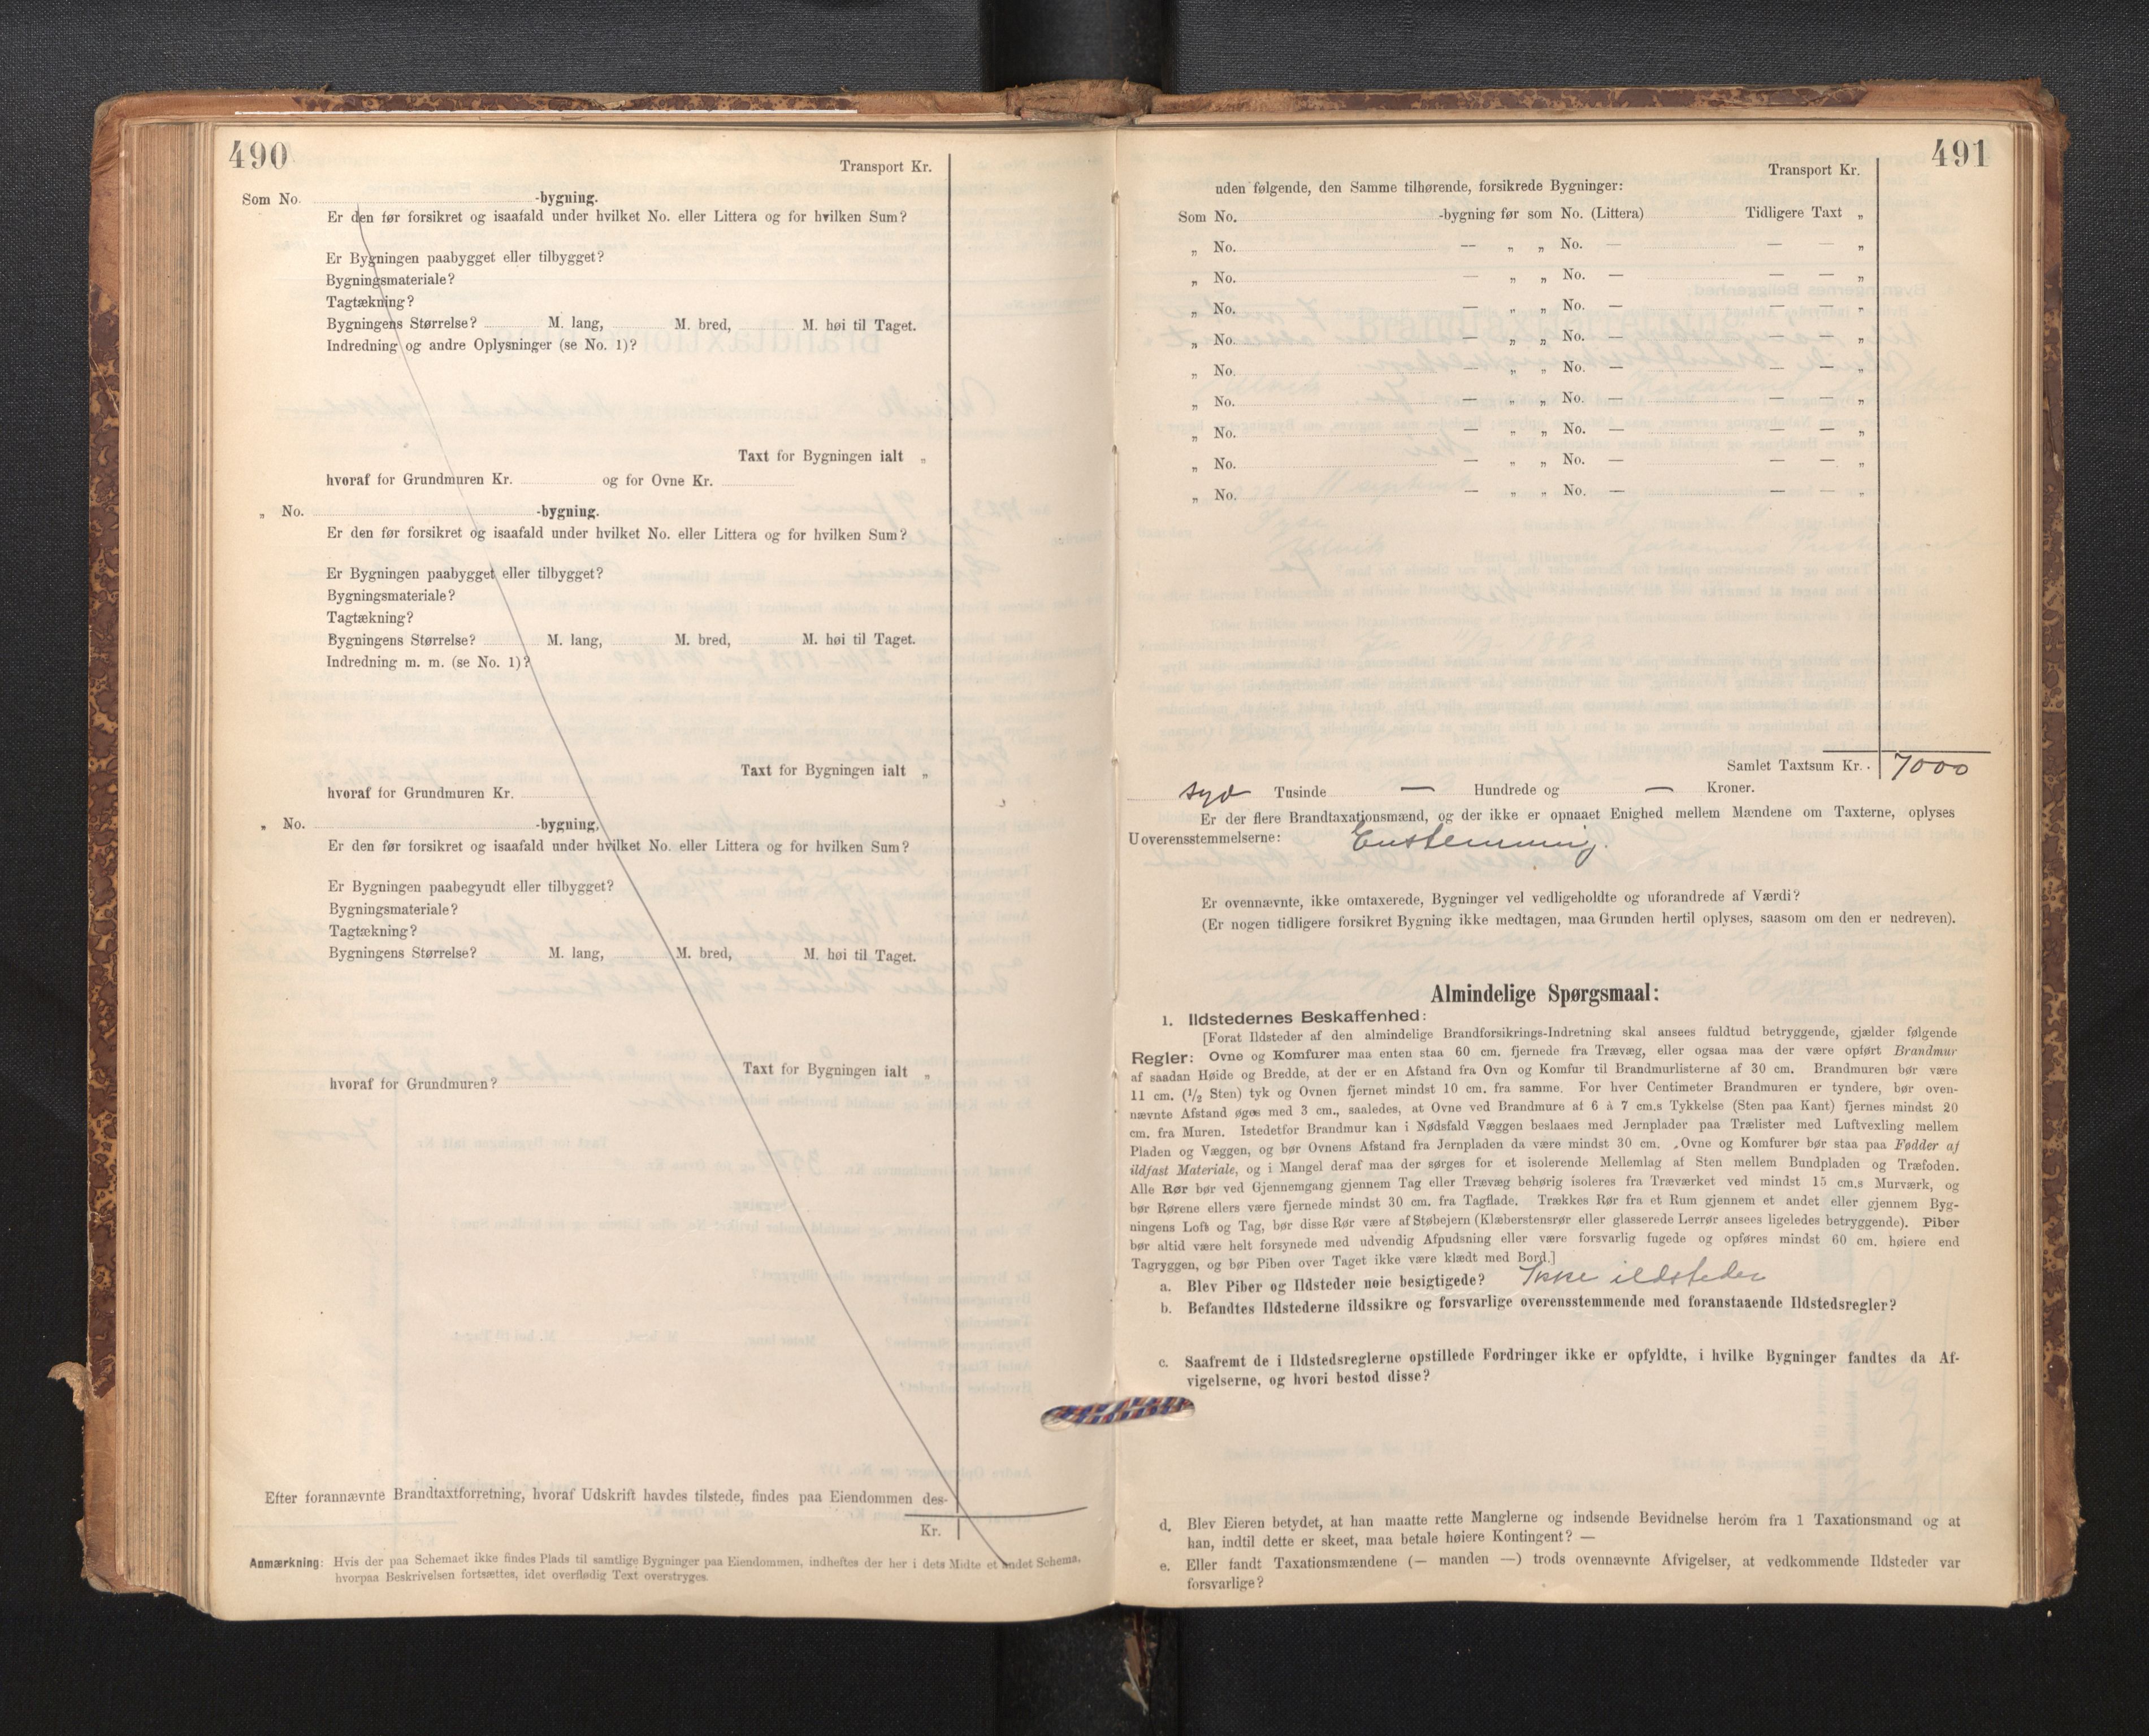 490
Transport Kr.
Som No. -bygning.
Er den før forsikret og isaafald under hvilket No. eller Littera og for hvilken Sum?
Er Bygningen paabygget eller tilbygget?
Bygningsmateriale?
Tagtækning?
Bygningens Størrelse? M. lang, M. bred, M. høi til Taget.
Indredning og andre Oplysninger (se No. 1)?
Taxt for Bygningen ialt „
hvoraf for Grundmuren Kr. og for Ovne Kr.
„ No. -bygning.
Er den før forsikret og isaafald under hvilket No. eller Littera og for hvilken Sum?
Er Bygningen paabygget eller tilbygget?
Bygningsmateriale?
Tagtækning?
Bygningens Størrelse? M. lang, M. bred, M. høi til Taget.
Indredning m. m. (se No. 1)?
Taxt for Bygningen ialt „
hvoraf for Grundmuren Kr.
„ No. -bygning,
Er den før forsikret og isaafald under hvilket No. eller Littera og for hvilken Sum?
Er Bygningen paabegyudt eller tilbygget?
Bygningsmateriale?
Tagtækning?
Bygningens Størrelse? M. lang, M. bred, M. høi til Taget.
Taxt for Bygningen ialt „
hvoraf for Grundmuren?
Efter forannævnte Brandtaxtforretning, hvoraf Udskrift havdes tilstede, findes paa Eiendommen des-
Kr.
Anmærkning: Hvis der paa Schemaet ikke findes Plads til samtlige Bygninger paa Eiendommen, indheftes der her i dets Midte et andet Schema,
hvorpaa Beskrivelsen fortsættes, idet overflødig Text overstryges.
491
Transport Kr.
uden følgende, den Samme tilhørende, forsikrede Bygninger:
Som No. -bygning før som No. (Littera) Tidligere Taxt „
„ No. — „ „ No. — — — „
„ No. — „ „ No. — — — „
„ No. — „ „ No. — — — „
„ No. — „ „ No. — — — „
„ No. — „ „ No. — — — „
„ No. — „ „ No. — — — „
„ No. — „ „ No. — — — „
„ No. — „ „ No. — — — „
„ No. — „ „ No. — — — „
Samlet Taxtsum Kr. . 7000
syv Tusinde — Hundrede og — Kroner.
Er der flere Brandtaxationsmænd, og der ikke er opnaaet Enighed mellem Mændene om Taxterne, oplyses
Uoverensstemmelserne: Enstemmig.
Er ovennævnte, ikke omtaxerede, Bygninger vel vedligeholdte og uforandrede af Værdi?
(Er nogen tidligere forsikret Bygning ikke medtagen, maa Grunden hertil oplyses, saasom om den er nedreven).
Almindelige Spørgsmaal:
1. Ildstedernes Beskaffenhed:
[Forat Ildsteder af den almindelige Brandforsikrings-Indretning skal ansees fuldtud betryggende, gjælder følgende
Regler: Ovne og Komfurer maa enten staa 60 cm. fjernede fra Trævæg, eller ogsaa maa der være opført Brandmur
af saadan Høide og Bredde, at der er en Afstand fra Ovn og Komfur til Brandmurlisterne af 30 cm. Brandmuren bør være
11 cm. (1/2 Sten) tyk og Ovnen fjernet mindst 10 cm. fra samme. For hver Centimeter Brandmuren er tyndere, bør oven-
nævnte Afstand øges med 3 cm., saaledes, at Ovne ved Brandmure af 6 à 7 cm.s Tykkelse (Sten paa Kant) fjernes mindst 20
cm. fra Muren. Istedetfor Brandmur kan i Nødsfald Væggen beslaaes med Jernplader paa Trælister med Luftvexling mellem
Pladen og Væggen, og bør Ovnens Afstand fra Jernpladen da være mindst 30 cm. Ovne og Komfurer bør staa paa Fødder af
ildfast Materiale, og i Mangel deraf maa der sørges for et isolerende Mellemlag af Sten mellem Bundpladen og Træfoden.
Alle Rør bør ved Gjennemgang gjennem Tag eller Trævæg behørig isoleres fra Træværket ved mindst 15 cm.s Murværk, og
bør Rørene ellers være fjernede mindst 30 cm. fra Tagflade. Trækkes Rør fra et Rum gjennem et andet eller gjennem Byg-
ningens Loft og Tag, bør disse Rør være af Støbejern (Klæberstensrør eller glasserede Lerrør ansees ligeledes betryggende). Piber
bør altid være helt forsynede med udvendig Afpudsning eller være forsvarlig fugede og opføres mindst 60 cm. høiere end
Tagryggen, og bør Piben over Taget ikke være klædt med Bord.]
a. Blev Piber og Ildsteder nøie besigtigede? Ikke ildsteder
b. Befandtes Ildstederne ildssikre og forsvarlige overensstemmende med foranstaaende Ildstedsregler?
c. Saafremt de i Ildstedsreglerne opstillede Fordringer ikke er opfyldte, i hvilke Bygninger fandtes da Af-
vigelserne, og hvori bestod disse?
d. Blev Eieren betydet, at han maatte rette Manglerne og indsende Bevidnelse herom fra 1 Taxationsmand og at
han, indtil dette er skeet, maa betale høiere Kontingent? —
e. Eller fandt Taxationsmændene (— manden —) trods ovennævnte Afvigelser, at vedkommende Ildsteder var
forsvarlige?